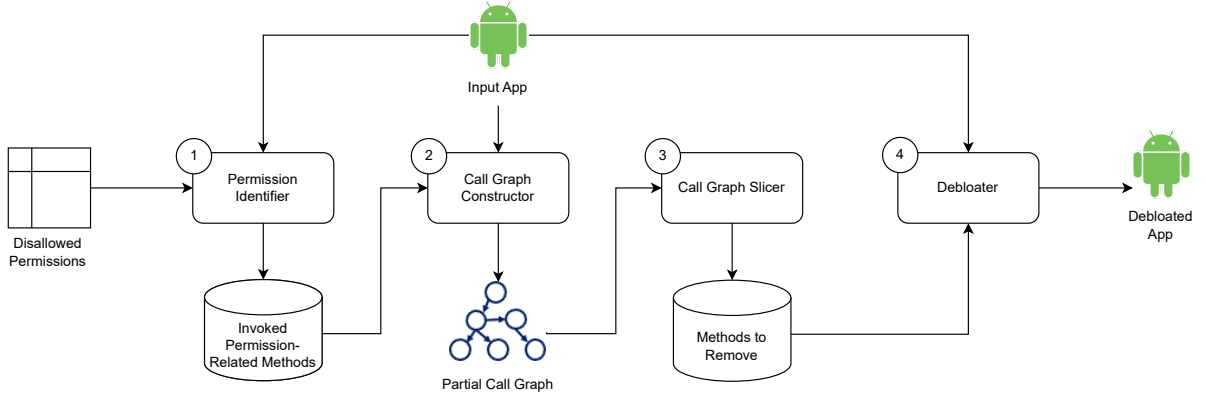 Input App
1
Permission
Identifier
2
Call Graph
Constructor
3
Call Graph Slicer
4
Debloater
Disallowed
Permissions
Debloated
App
Invoked
Permission-
Related Methods
Partial Call Graph
Methods to
Remove